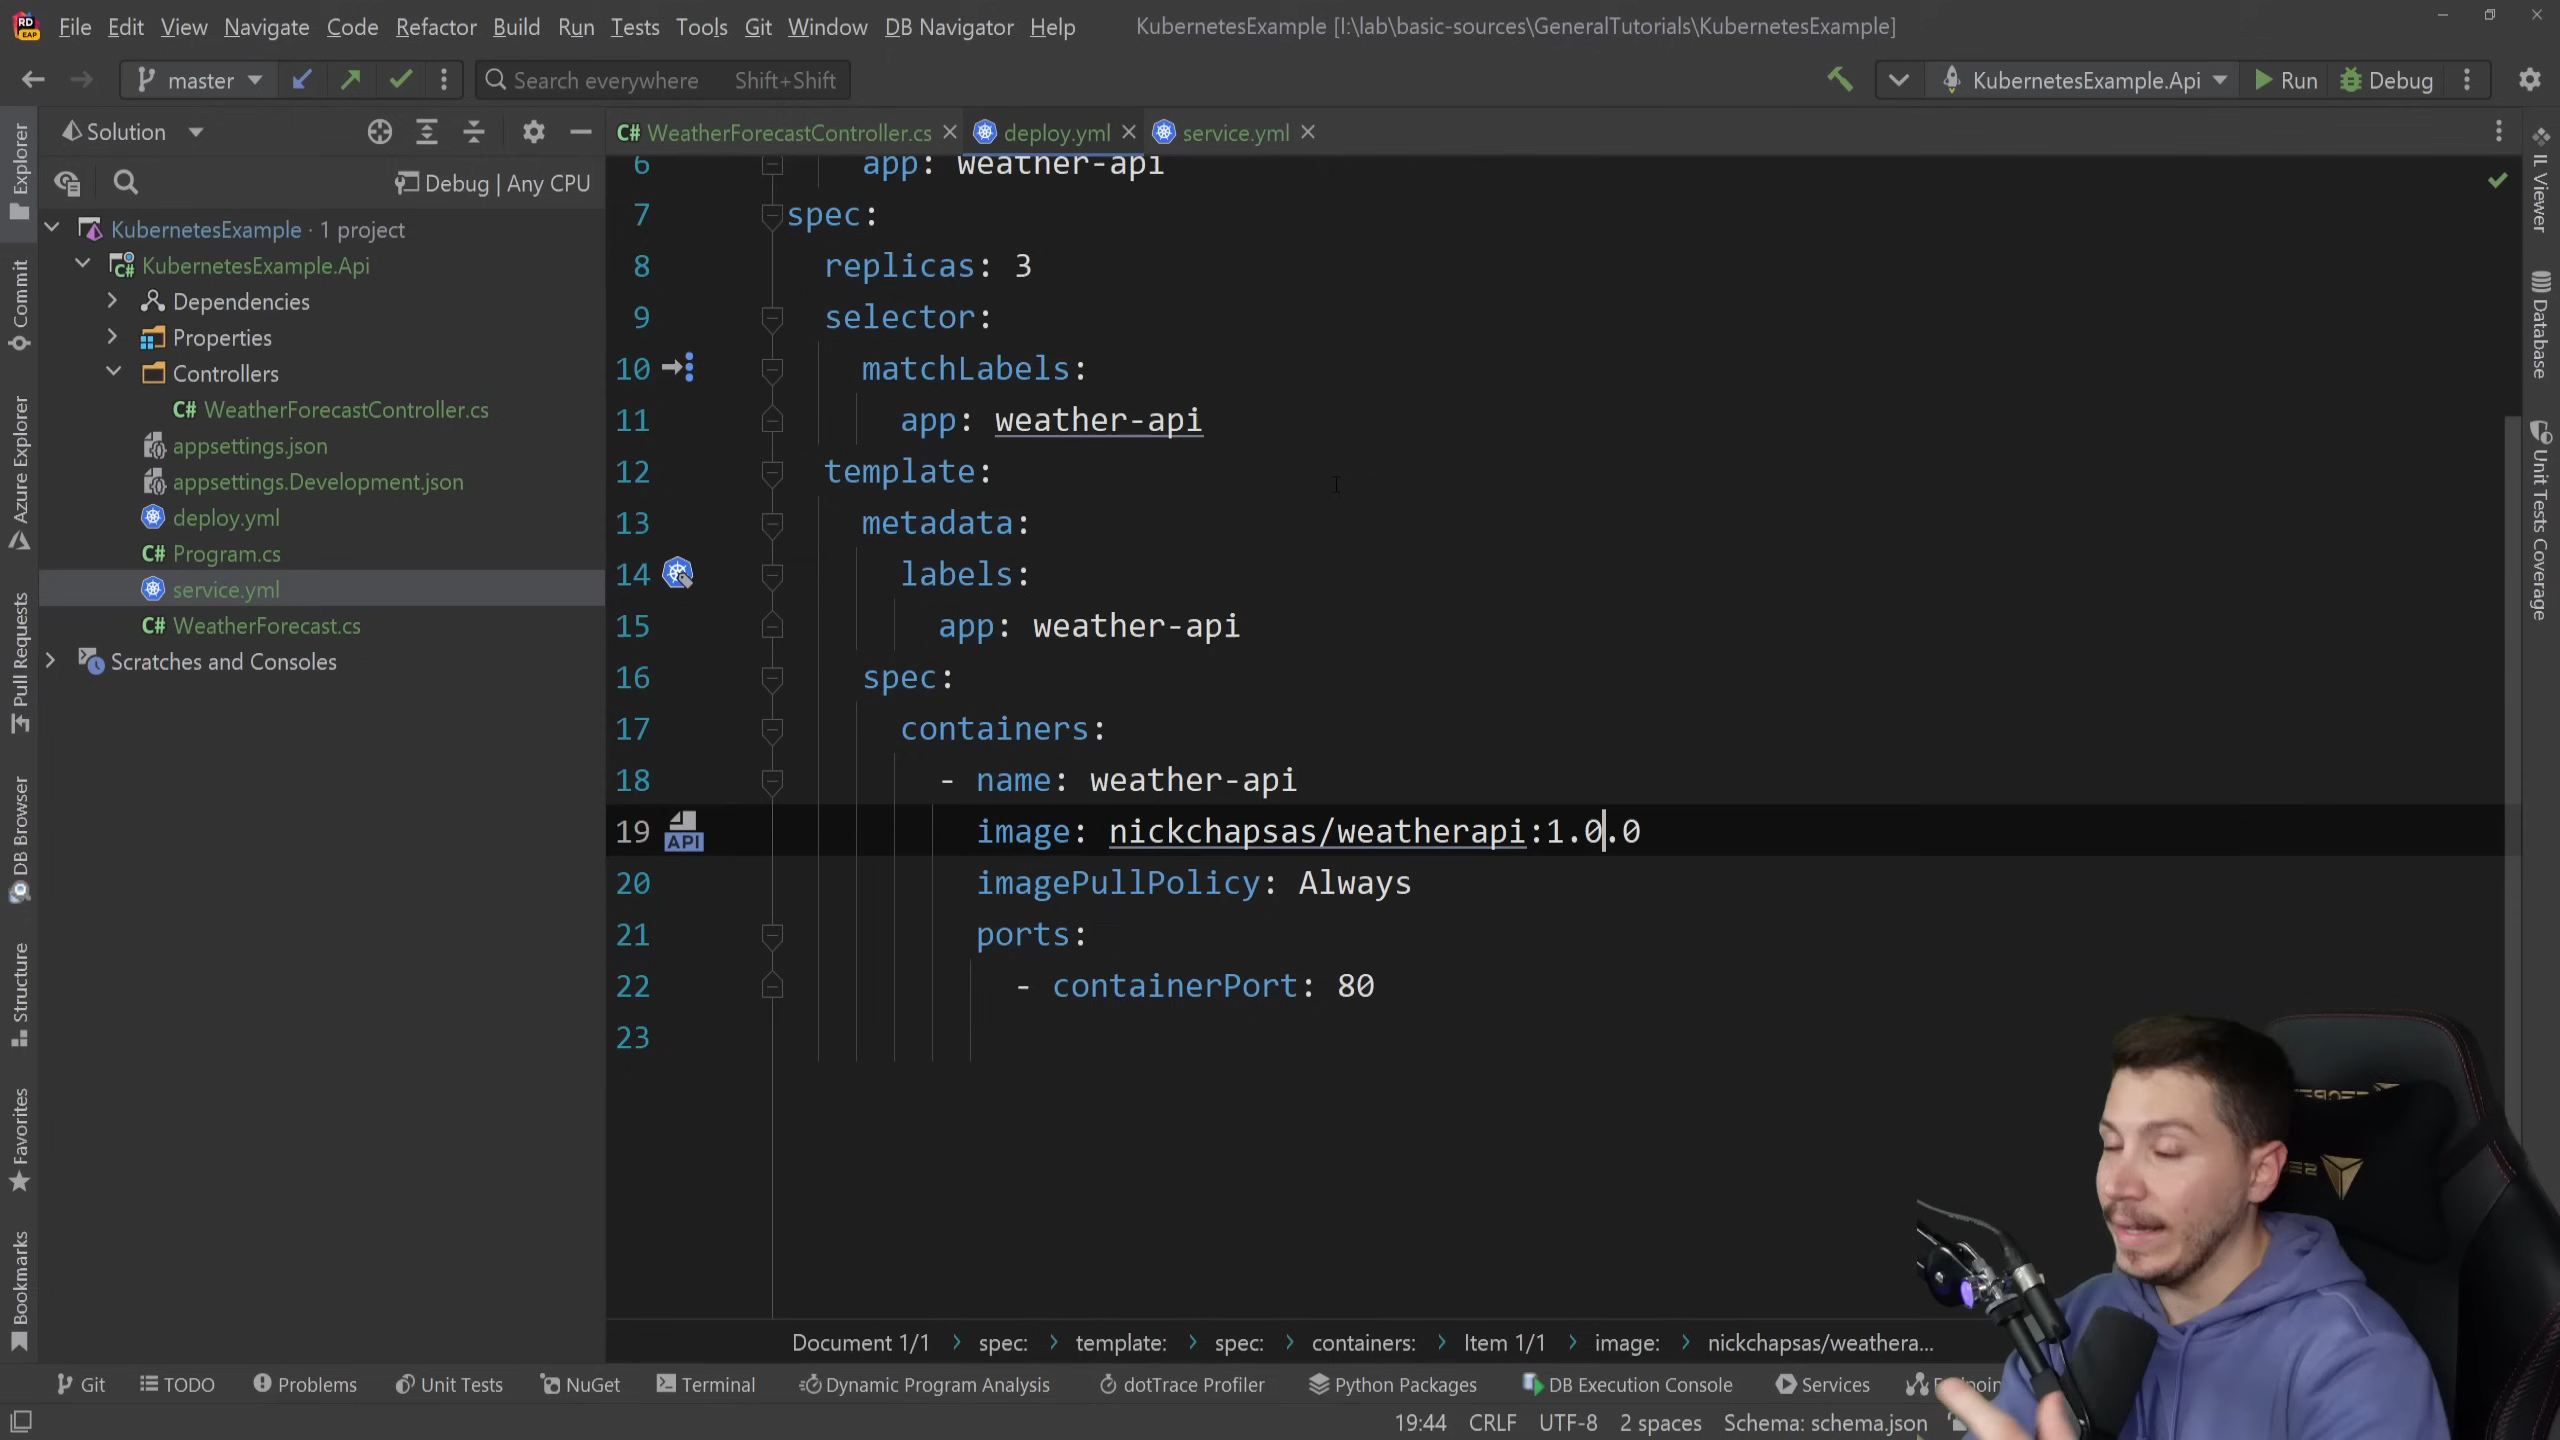 File Edit View Navigate Code Refactor Build Run Tests Tools Git Window DB Navigator Help KubernetesExample [I:\lab\basic-sources\GeneralTutorials\KubernetesExample]
master Search everywhere Shift+Shift KubernetesExample.Api Run Debug
Solution
Debug | Any CPU
KubernetesExample · 1 project
KubernetesExample.Api
Dependencies
Properties
Controllers
C# WeatherForecastController.cs
appsettings.json
appsettings.Development.json
deploy.yml
C# Program.cs
service.yml
C# WeatherForecast.cs
Scratches and Consoles
Explorer
Commit
Azure Explorer
Pull Requests
DB Browser
Structure
Favorites
Bookmarks
C# WeatherForecastController.cs deploy.yml service.yml
6 app: weather-api
7 spec:
8 replicas: 3
9 selector:
10 matchLabels:
11 app: weather-api
12 template:
13 metadata:
14 labels:
15 app: weather-api
16 spec:
17 containers:
18 - name: weather-api
19 API image: nickchapsas/weatherapi:1.0.0
20 imagePullPolicy: Always
21 ports:
22 - containerPort: 80
23
IL Viewer
Database
Unit Tests Coverage
Document 1/1 spec: template: spec: containers: Item 1/1 image: nickchapsas/weathera...
Git TODO Problems Unit Tests NuGet Terminal Dynamic Program Analysis dotTrace Profiler Python Packages DB Execution Console Services
19:44 CRLF UTF-8 2 spaces Schema: schema.json